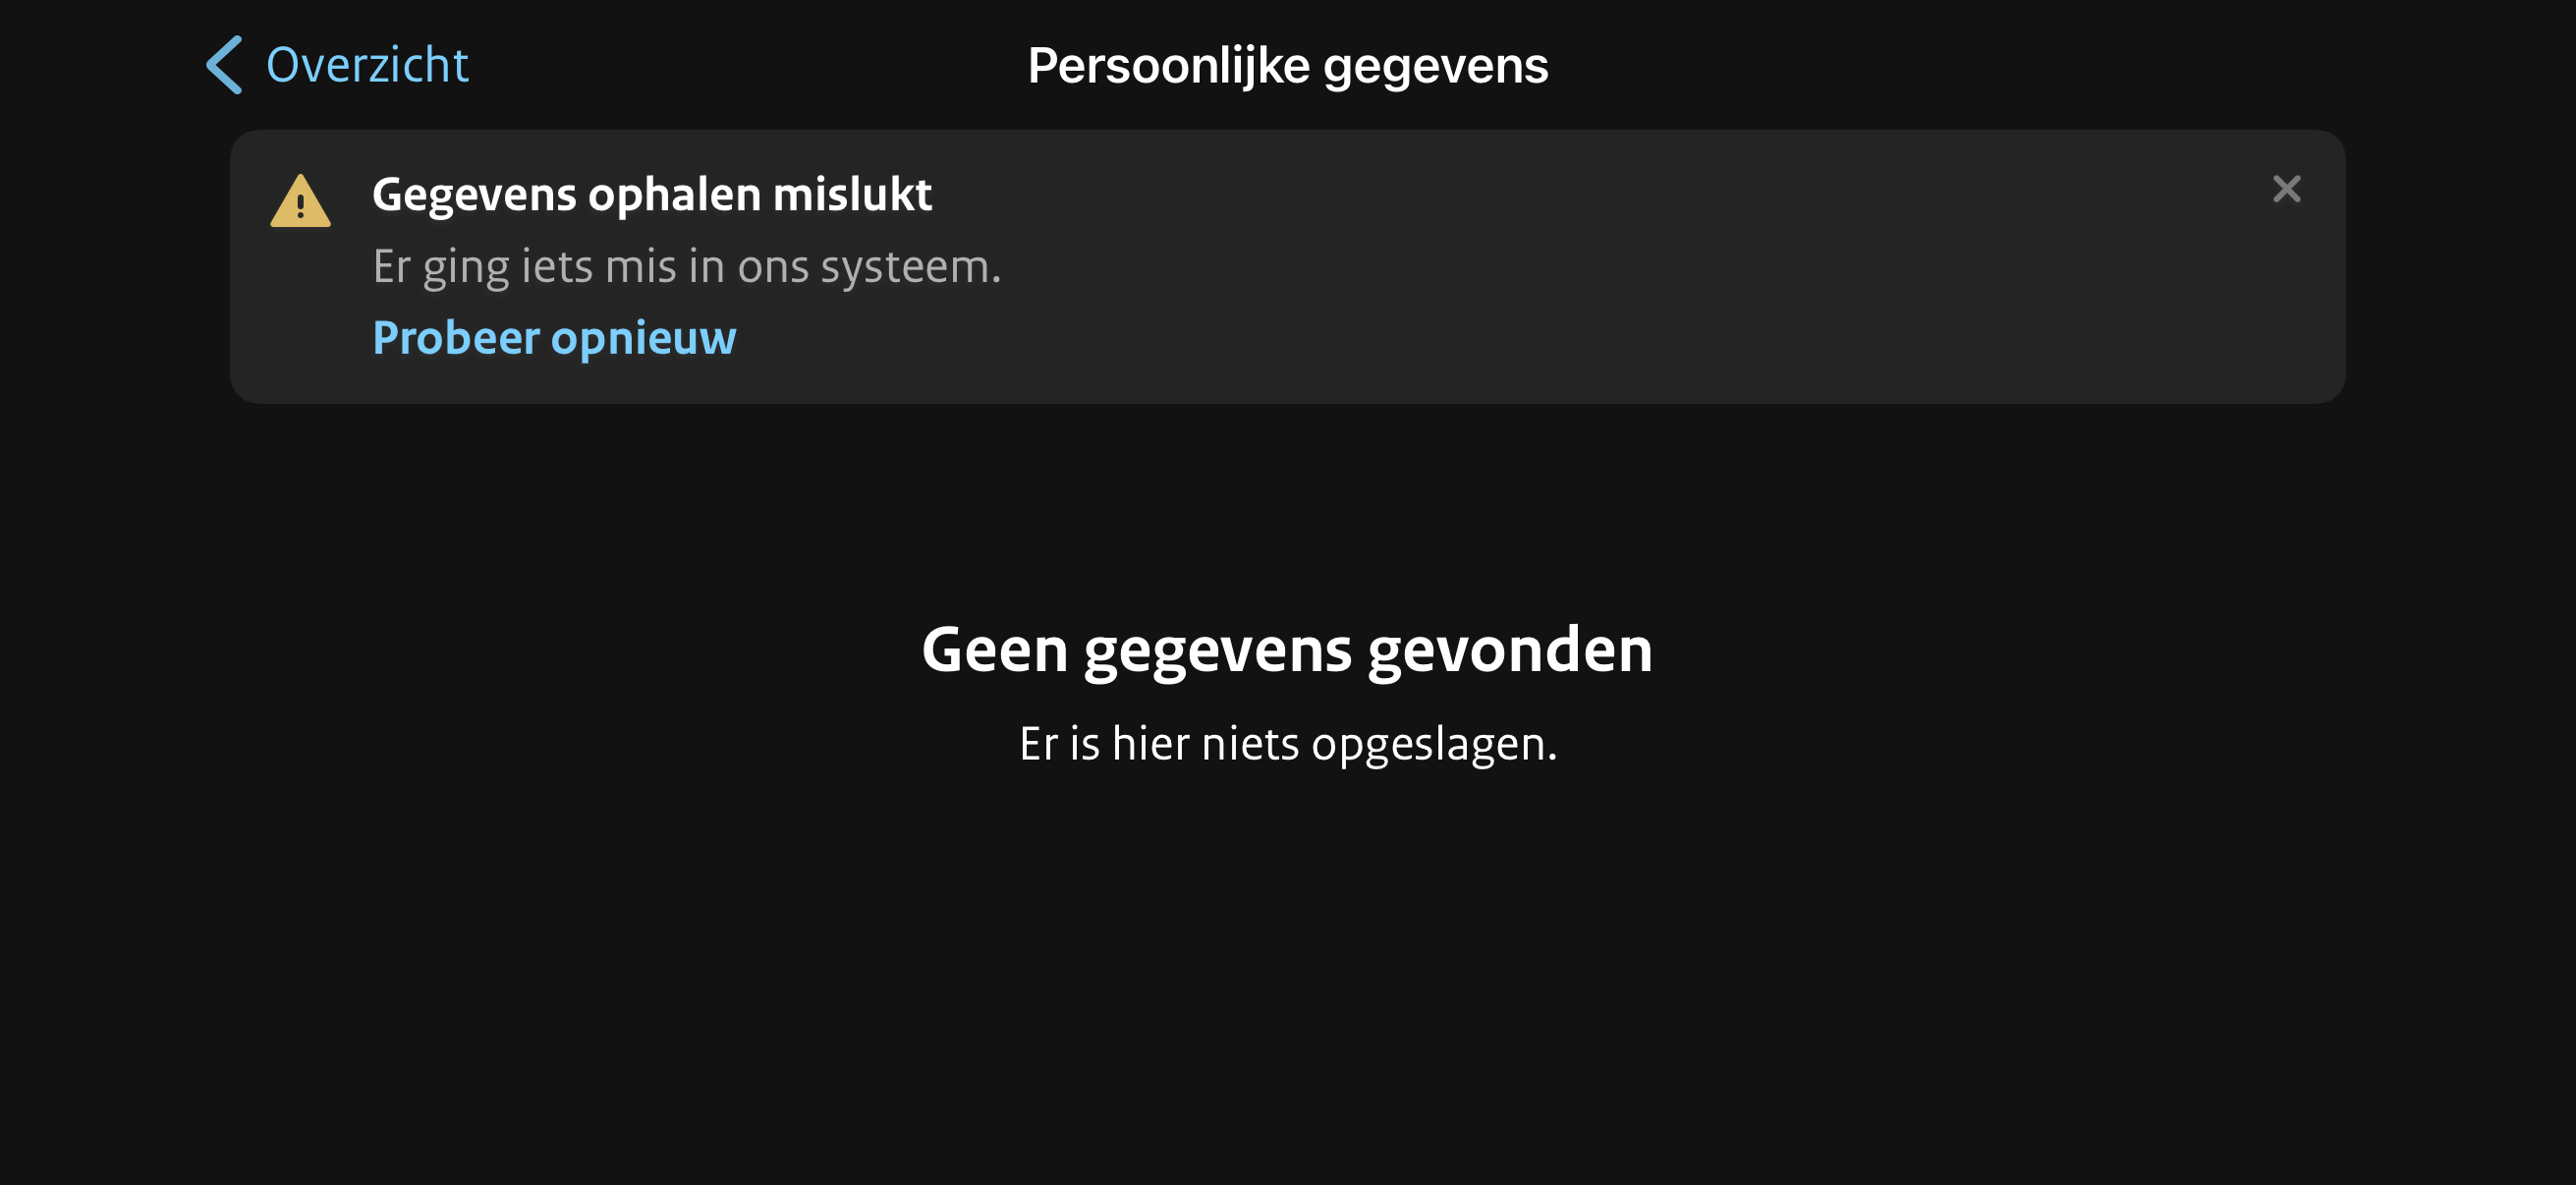 Overzicht
Persoonlijke gegevens
Gegevens ophalen mislukt
Er ging iets mis in ons systeem.
Probeer opnieuw
Geen gegevens gevonden
Er is hier niets opgeslagen.